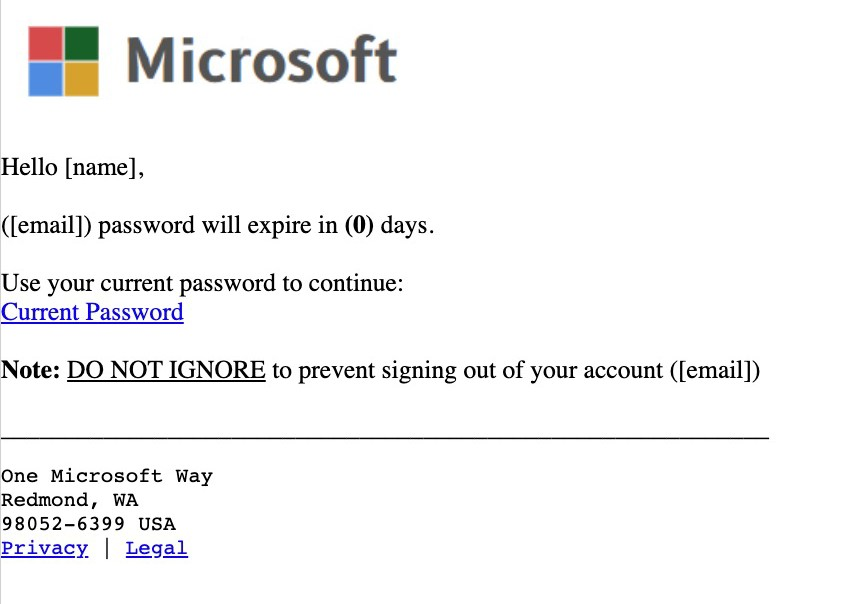 Microsoft
Hello [name],
([email]) password will expire in (0) days.
Use your current password to continue:
Current Password
Note: DO NOT IGNORE to prevent signing out of your account ([email])
One Microsoft Way
Redmond, WA
98052-6399 USA
Privacy | Legal